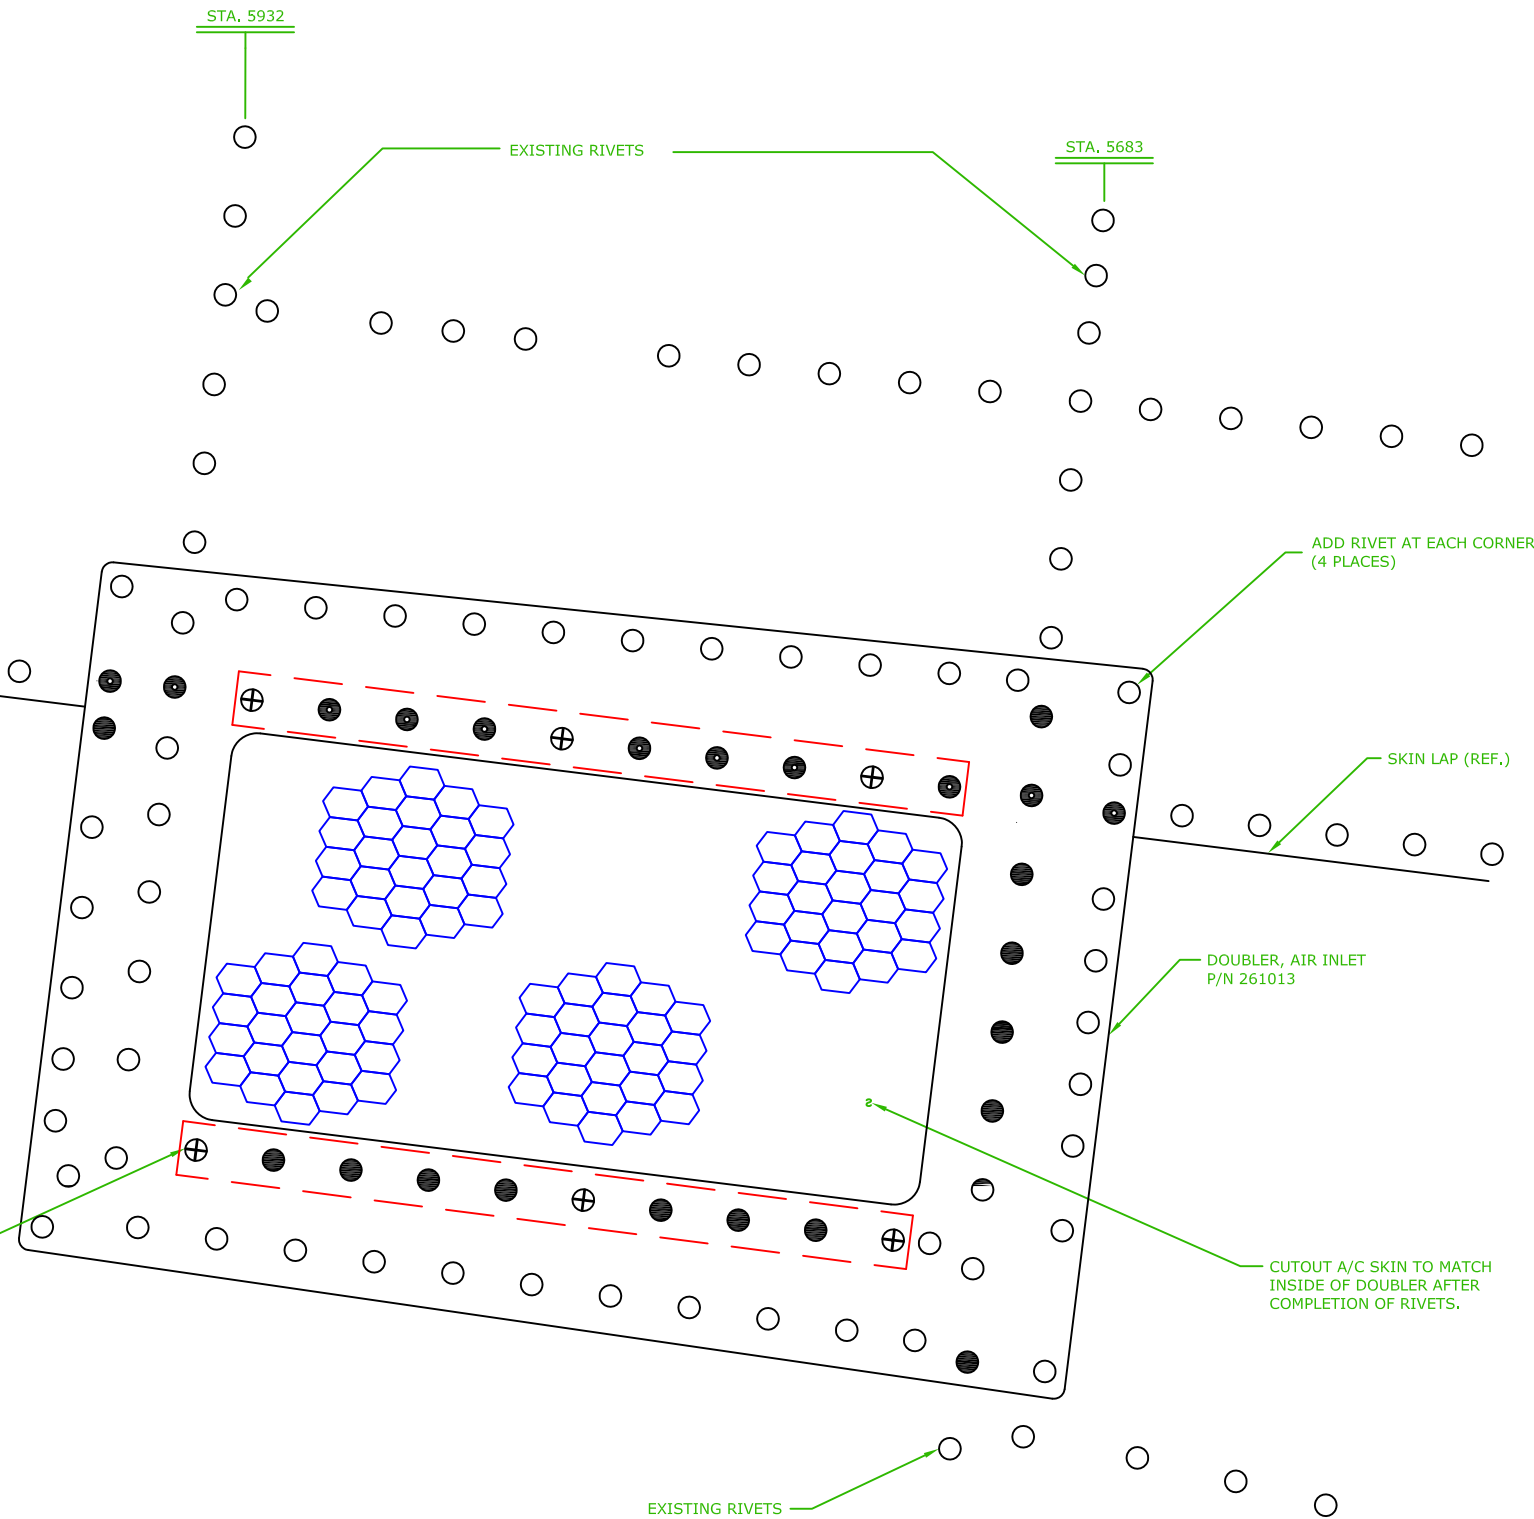 STA. 5932
EXISTING RIVETS
STA. 5683
ADD RIVET AT EACH CORNER
(4 PLACES)
SKIN LAP (REF.)
DOUBLER, AIR INLET
P/N 261013
S
CUTOUT A/C SKIN TO MATCH
INSIDE OF DOUBLER AFTER
COMPLETION OF RIVETS.
EXISTING RIVETS